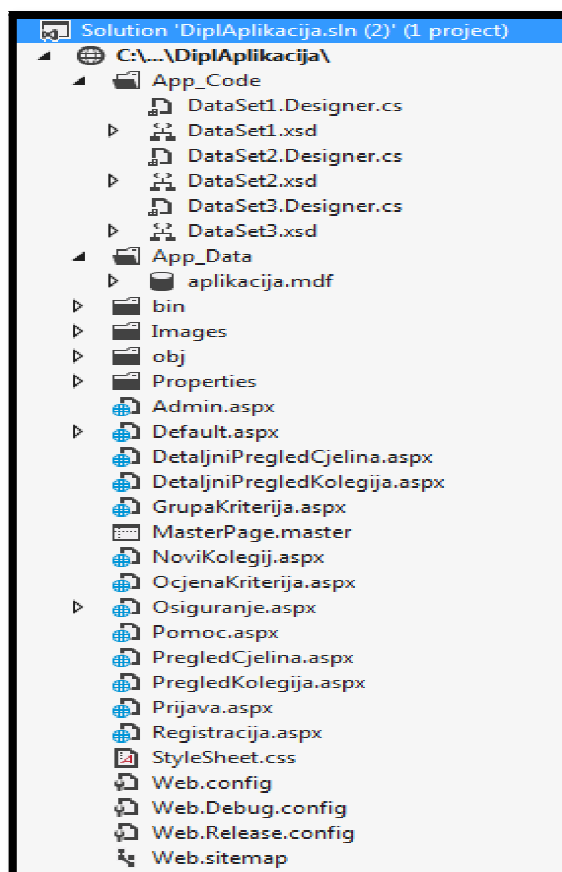 Solution 'DiplAplikacija.sln (2)' (1 project)
C:\...\DiplAplikacija\
App_Code
DataSet1.Designer.cs
DataSet1.xsd
DataSet2.Designer.cs
DataSet2.xsd
DataSet3.Designer.cs
DataSet3.xsd
App_Data
aplikacija.mdf
bin
Images
obj
Properties
Admin.aspx
Default.aspx
DetaljniPregledCjelina.aspx
DetaljniPregledKolegija.aspx
GrupaKriterija.aspx
MasterPage.master
NoviKolegij.aspx
OcjenaKriterija.aspx
Osiguranje.aspx
Pomoc.aspx
PregledCjelina.aspx
PregledKolegija.aspx
Prijava.aspx
Registracija.aspx
StyleSheet.css
Web.config
Web.Debug.config
Web.Release.config
Web.sitemap